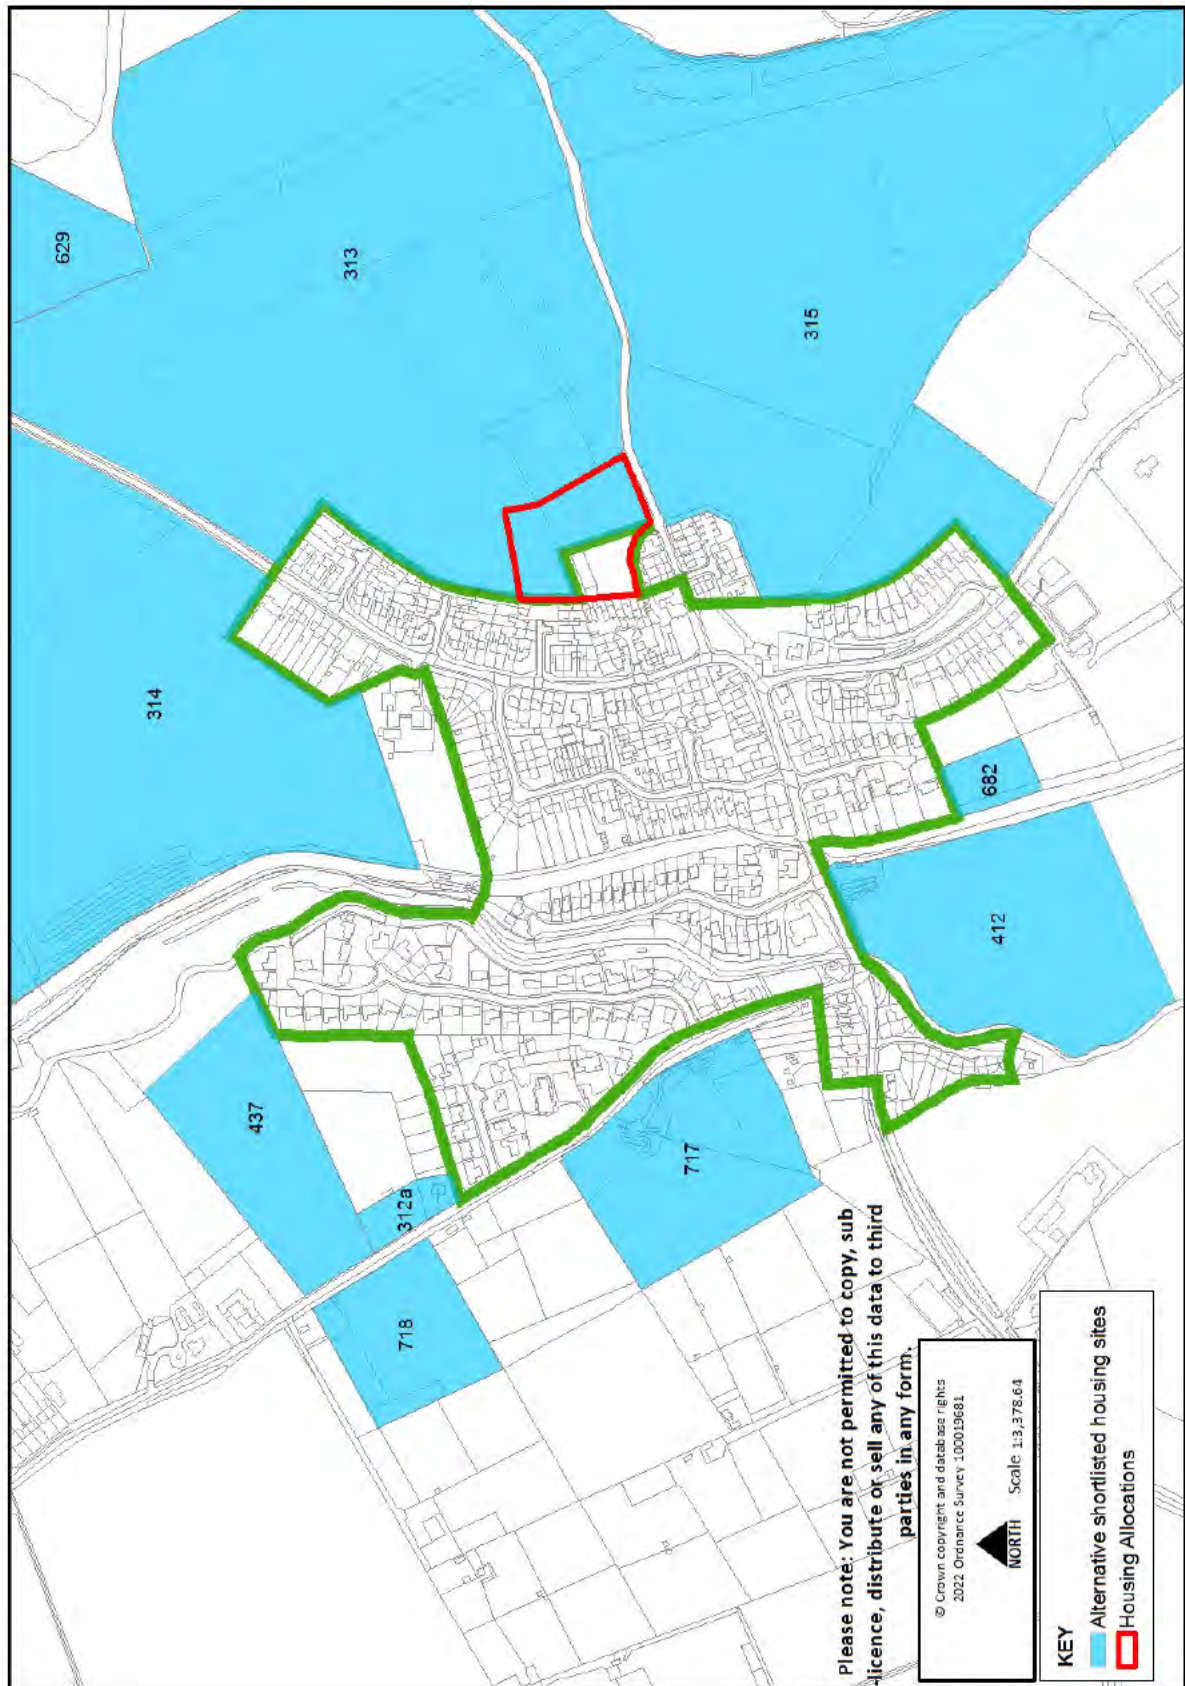 629
313
315
314
682
412
437
312a
717
718
Please note: You are not permitted to copy, sub
licence, distribute or sell any of this data to third
parties in any form.
© Crown copyright and database rights
2022 Ordnance Survey 100019681
NORTH Scale 1:3,378.64
KEY
Alternative shortlisted housing sites
Housing Allocations